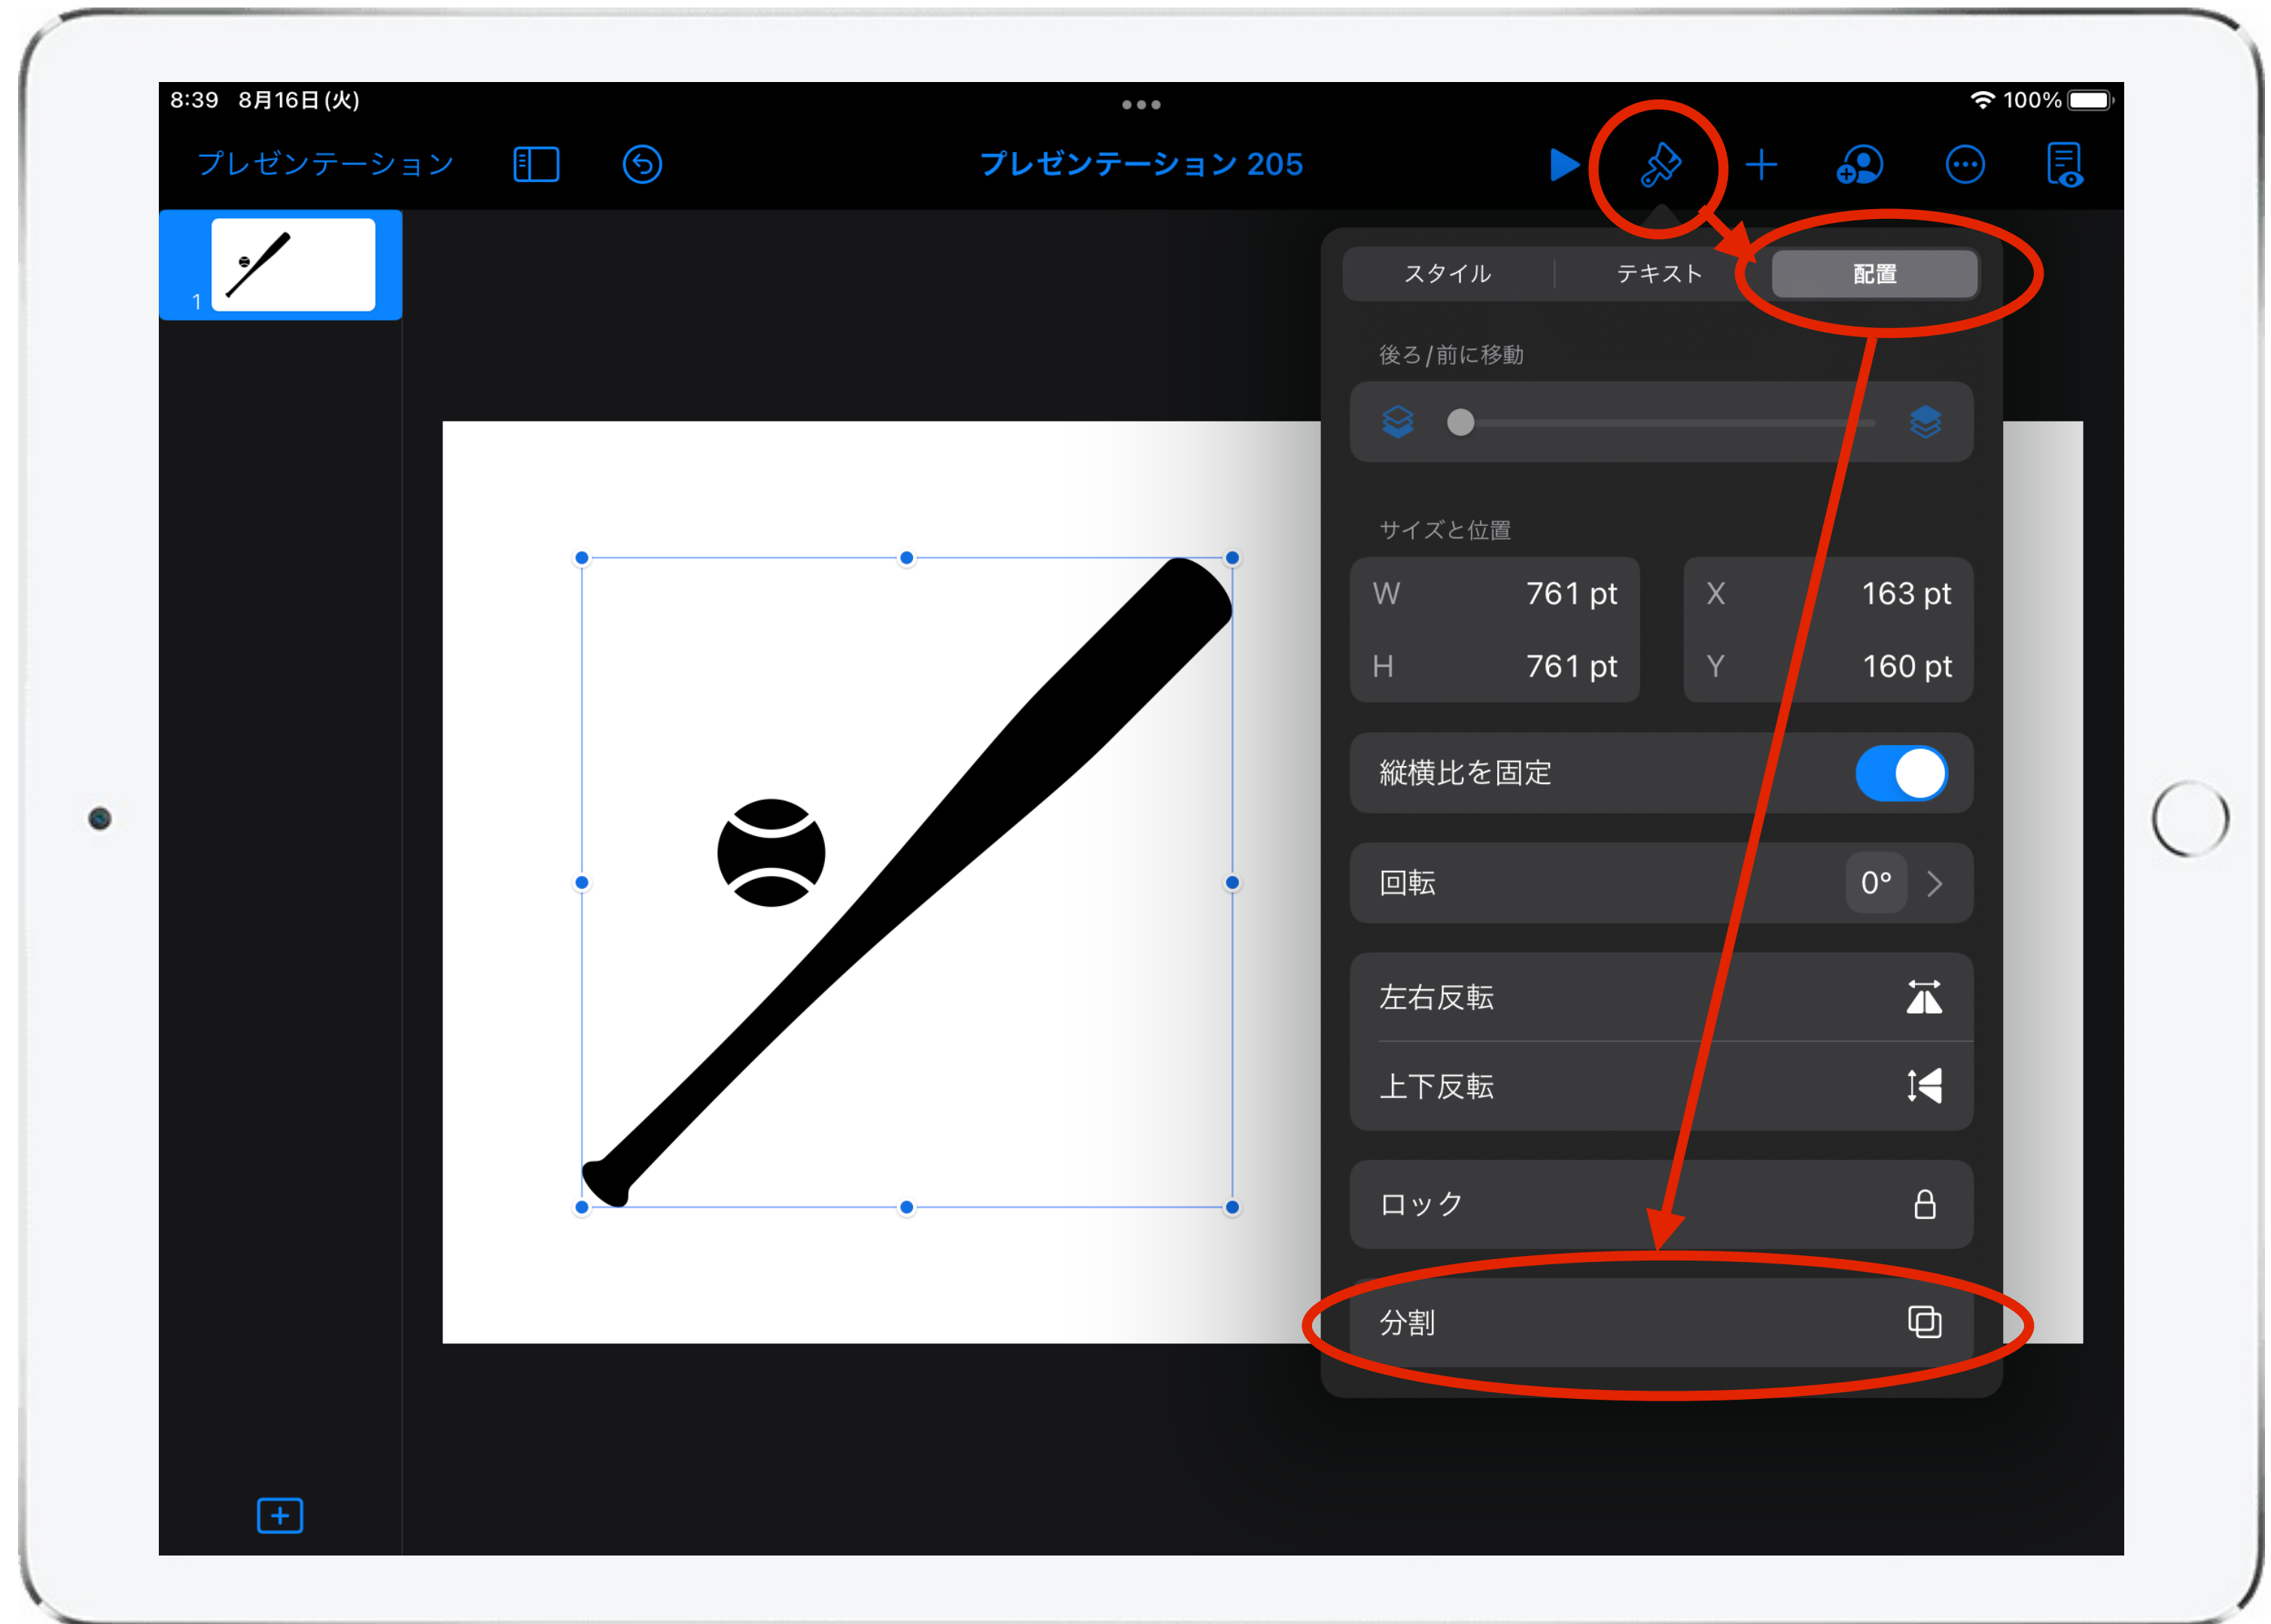 8:39 8月16日(火)
100%
プレゼンテーション
プレゼンテーション 205
1
スタイル
テキスト
配置
後ろ/前に移動
サイズと位置
W 761 pt
X 163 pt
H 761 pt
Y 160 pt
縦横比を固定
回転 0°
左右反転
上下反転
ロック
分割